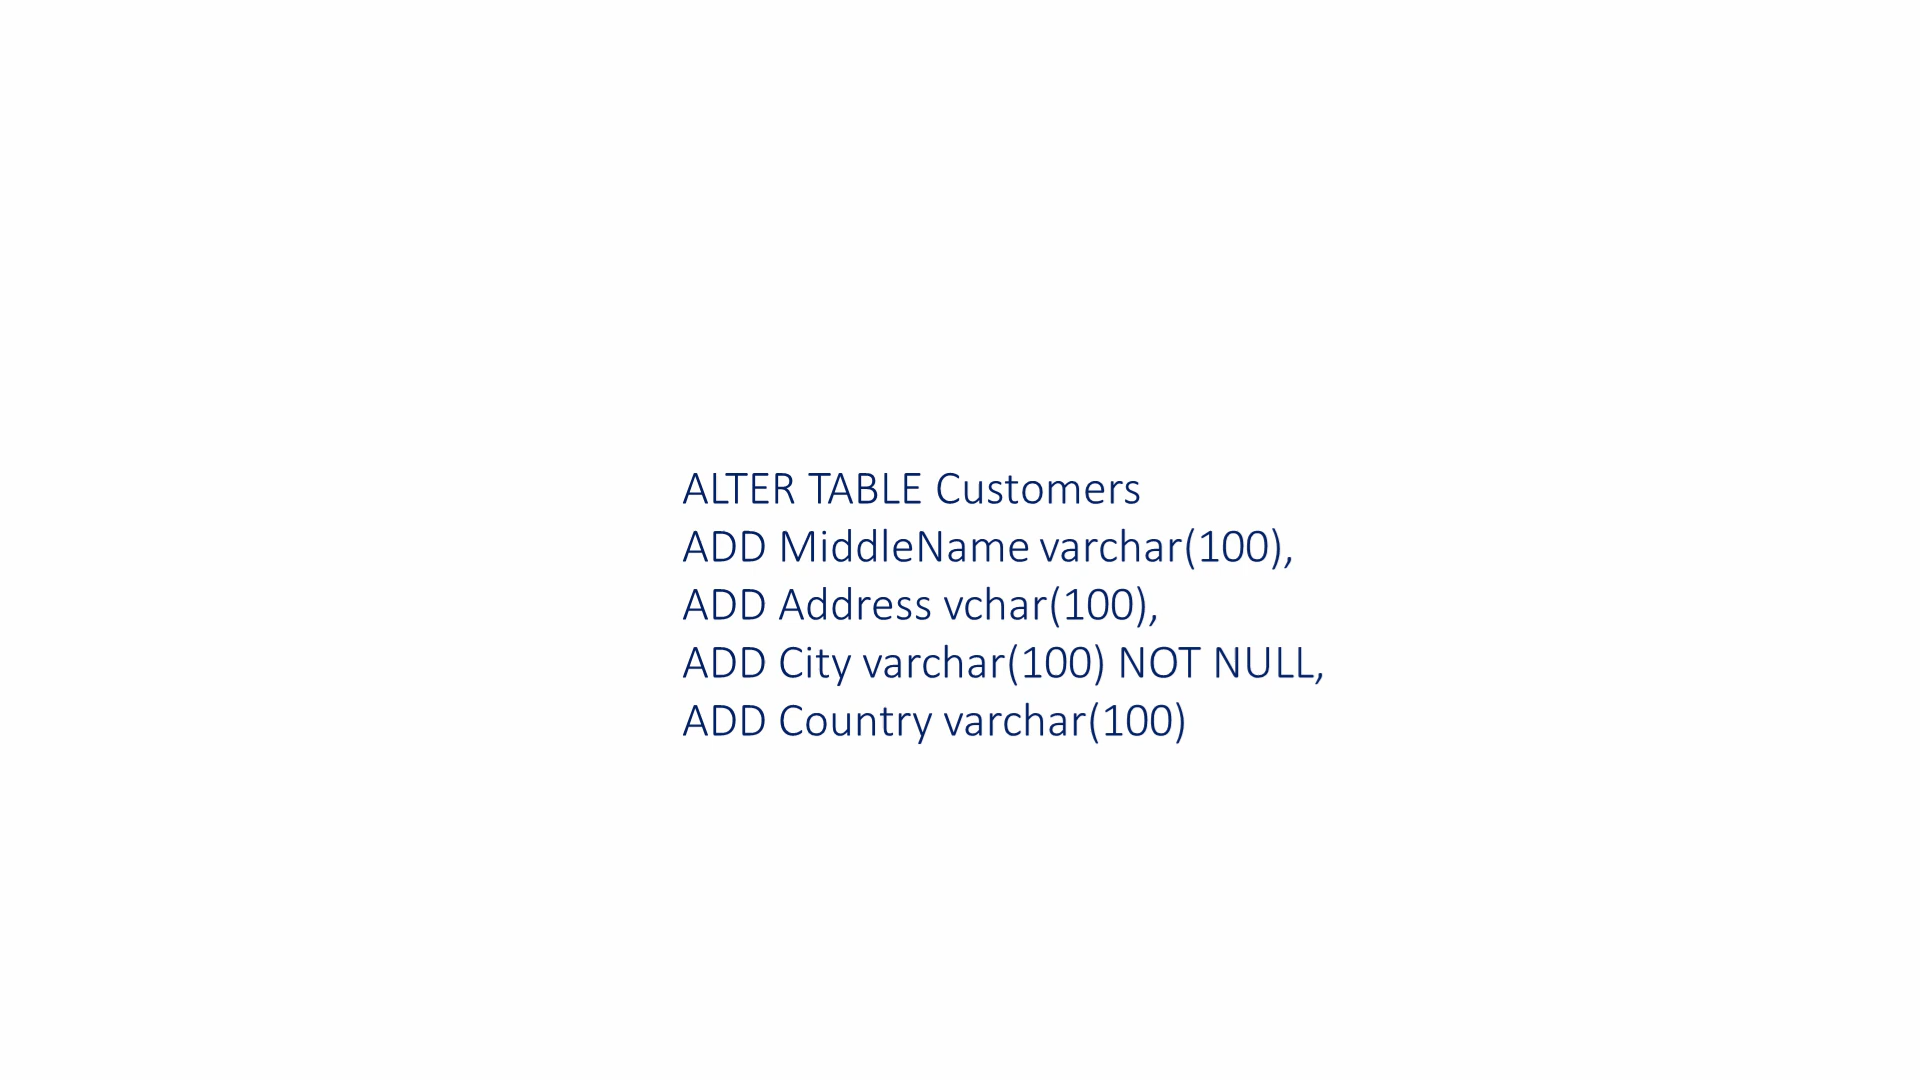 ALTER TABLE Customers
ADD MiddleName varchar(100),
ADD Address vchar(100),
ADD City varchar(100) NOT NULL,
ADD Country varchar(100)